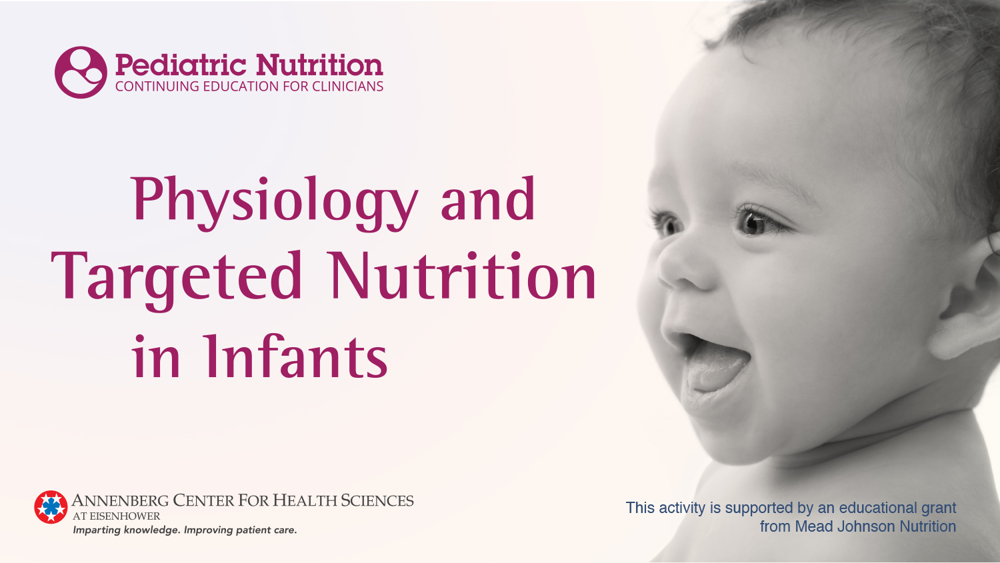 Pediatric Nutrition
CONTINUING EDUCATION FOR CLINICIANS
Physiology and
Targeted Nutrition
in Infants
ANNENBERG CENTER FOR HEALTH SCIENCES
AT EISENHOWER
Imparting knowledge. Improving patient care.
This activity is supported by an educational grant
from Mead Johnson Nutrition